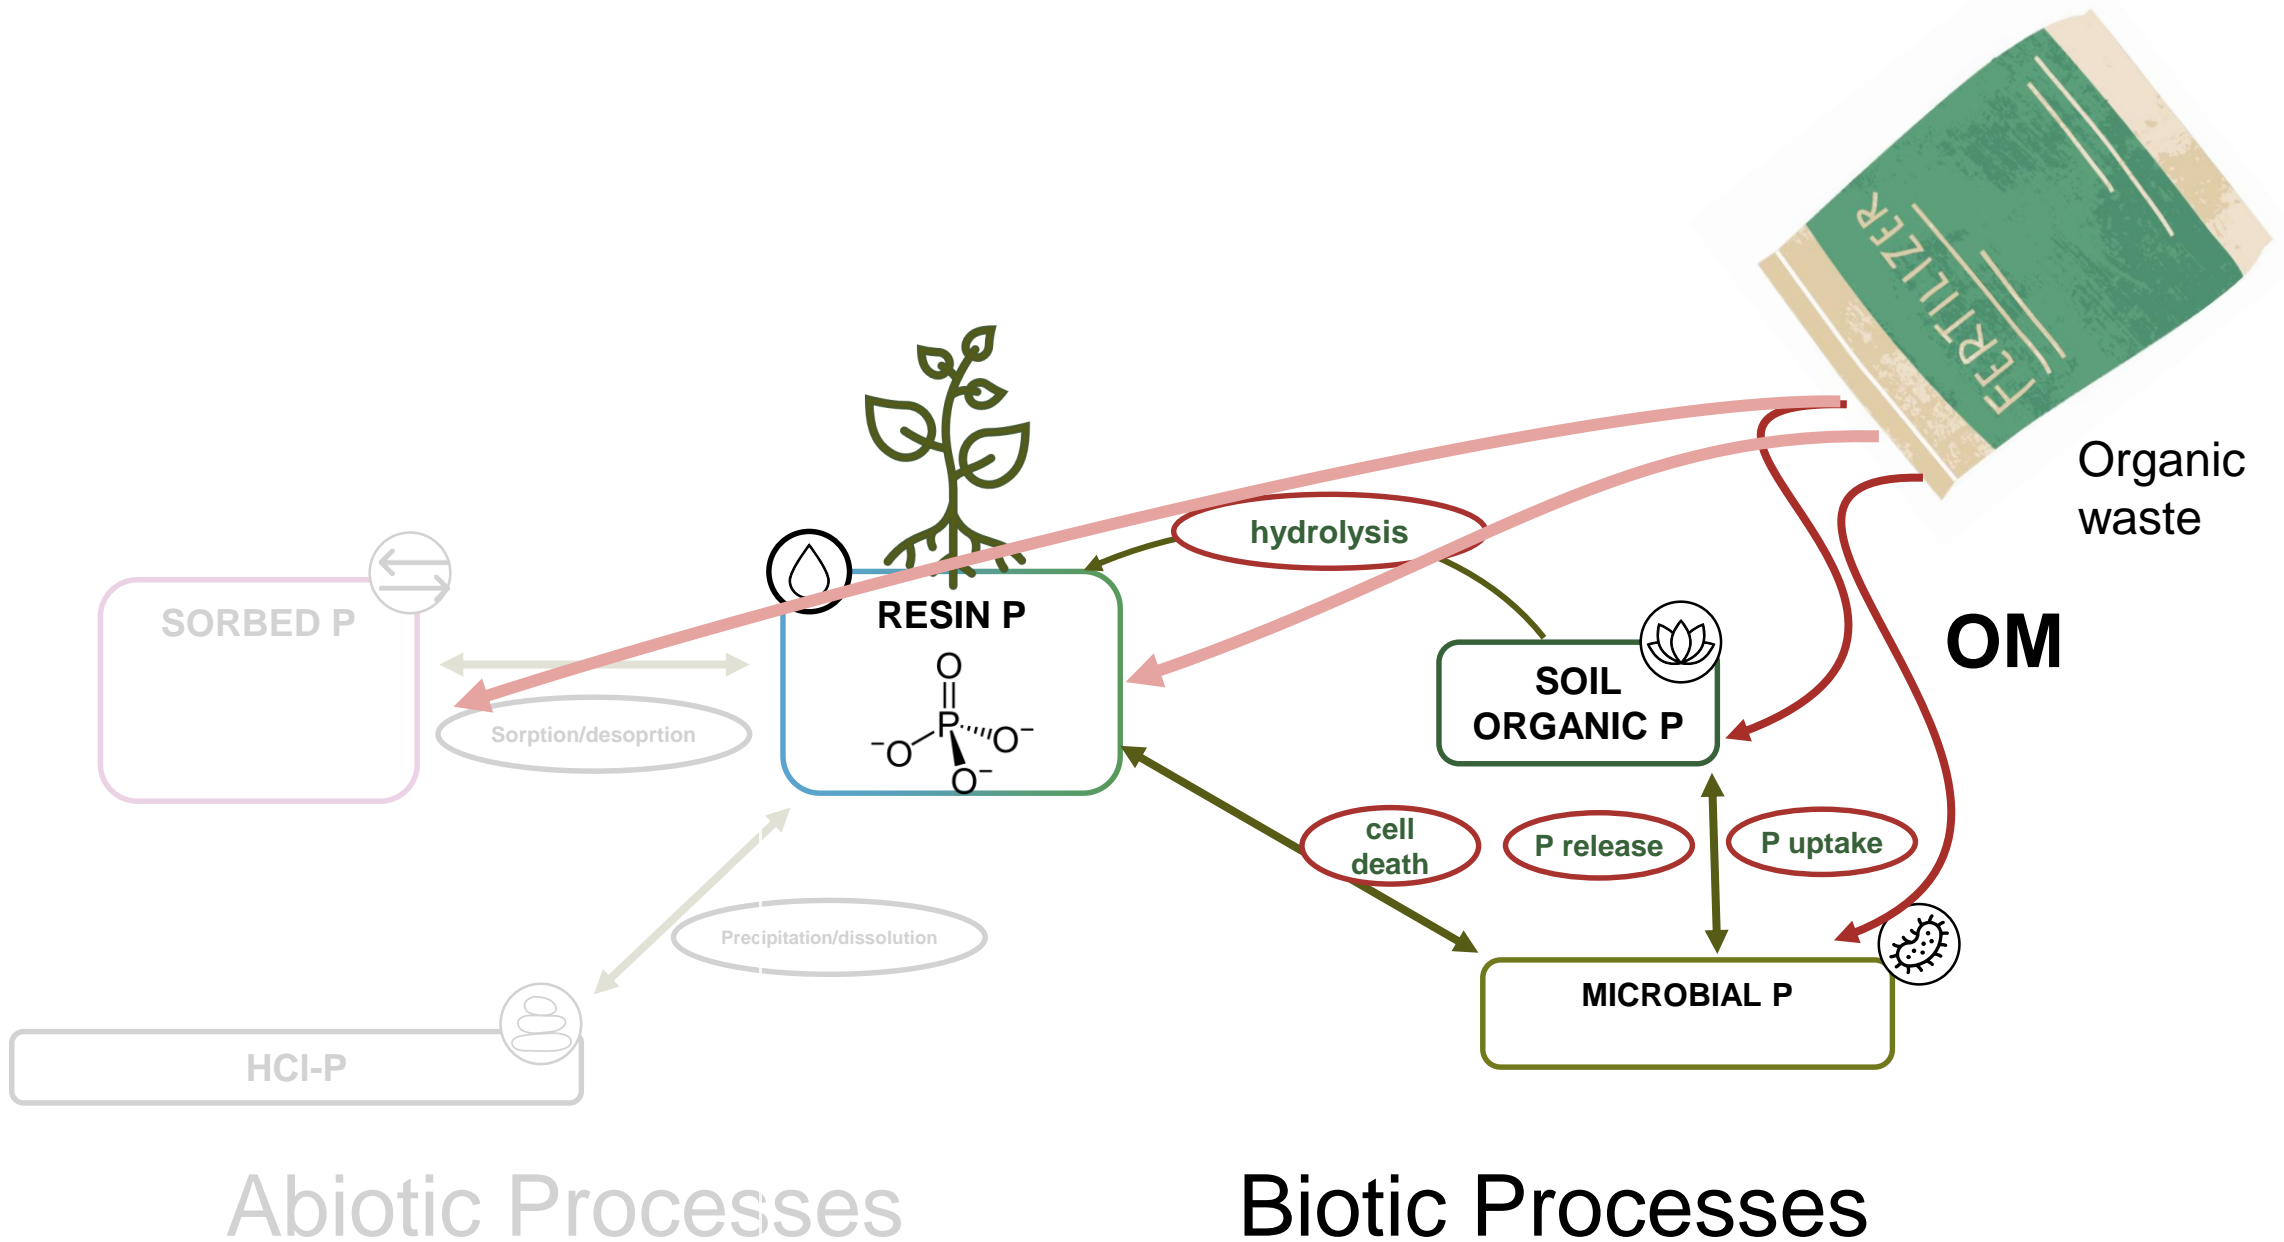 FERTILIZER
Organic
waste
hydrolysis
RESIN P
SORBED P
O
P
⁻O
O⁻
O⁻
Sorption/desoprtion
SOIL
ORGANIC P
OM
cell
death
P release
P uptake
Precipitation/dissolution
MICROBIAL P
HCl-P
Abiotic Processes
Biotic Processes